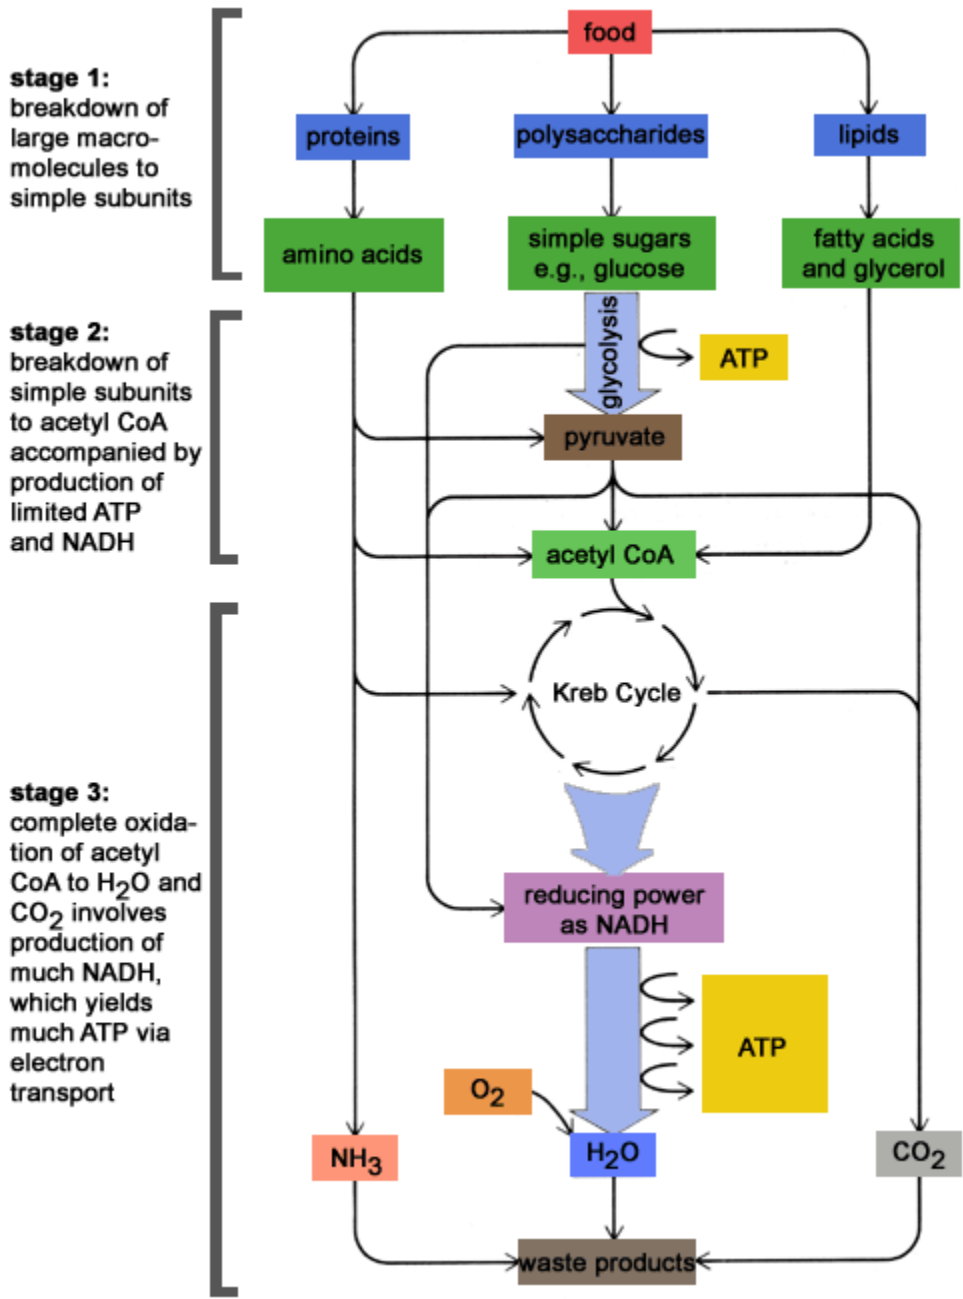 food
stage 1:
breakdown of
large macro-
molecules to
simple subunits
proteins
polysaccharides
lipids
amino acids
simple sugars
e.g., glucose
fatty acids
and glycerol
stage 2:
breakdown of
simple subunits
to acetyl CoA
accompanied by
production of
limited ATP
and NADH
glycolysis
ATP
pyruvate
acetyl CoA
Kreb Cycle
stage 3:
complete oxida-
tion of acetyl
CoA to H2O and
CO2 involves
production of
much NADH,
which yields
much ATP via
electron
transport
reducing power
as NADH
ATP
O2
NH3
H2O
CO2
waste products